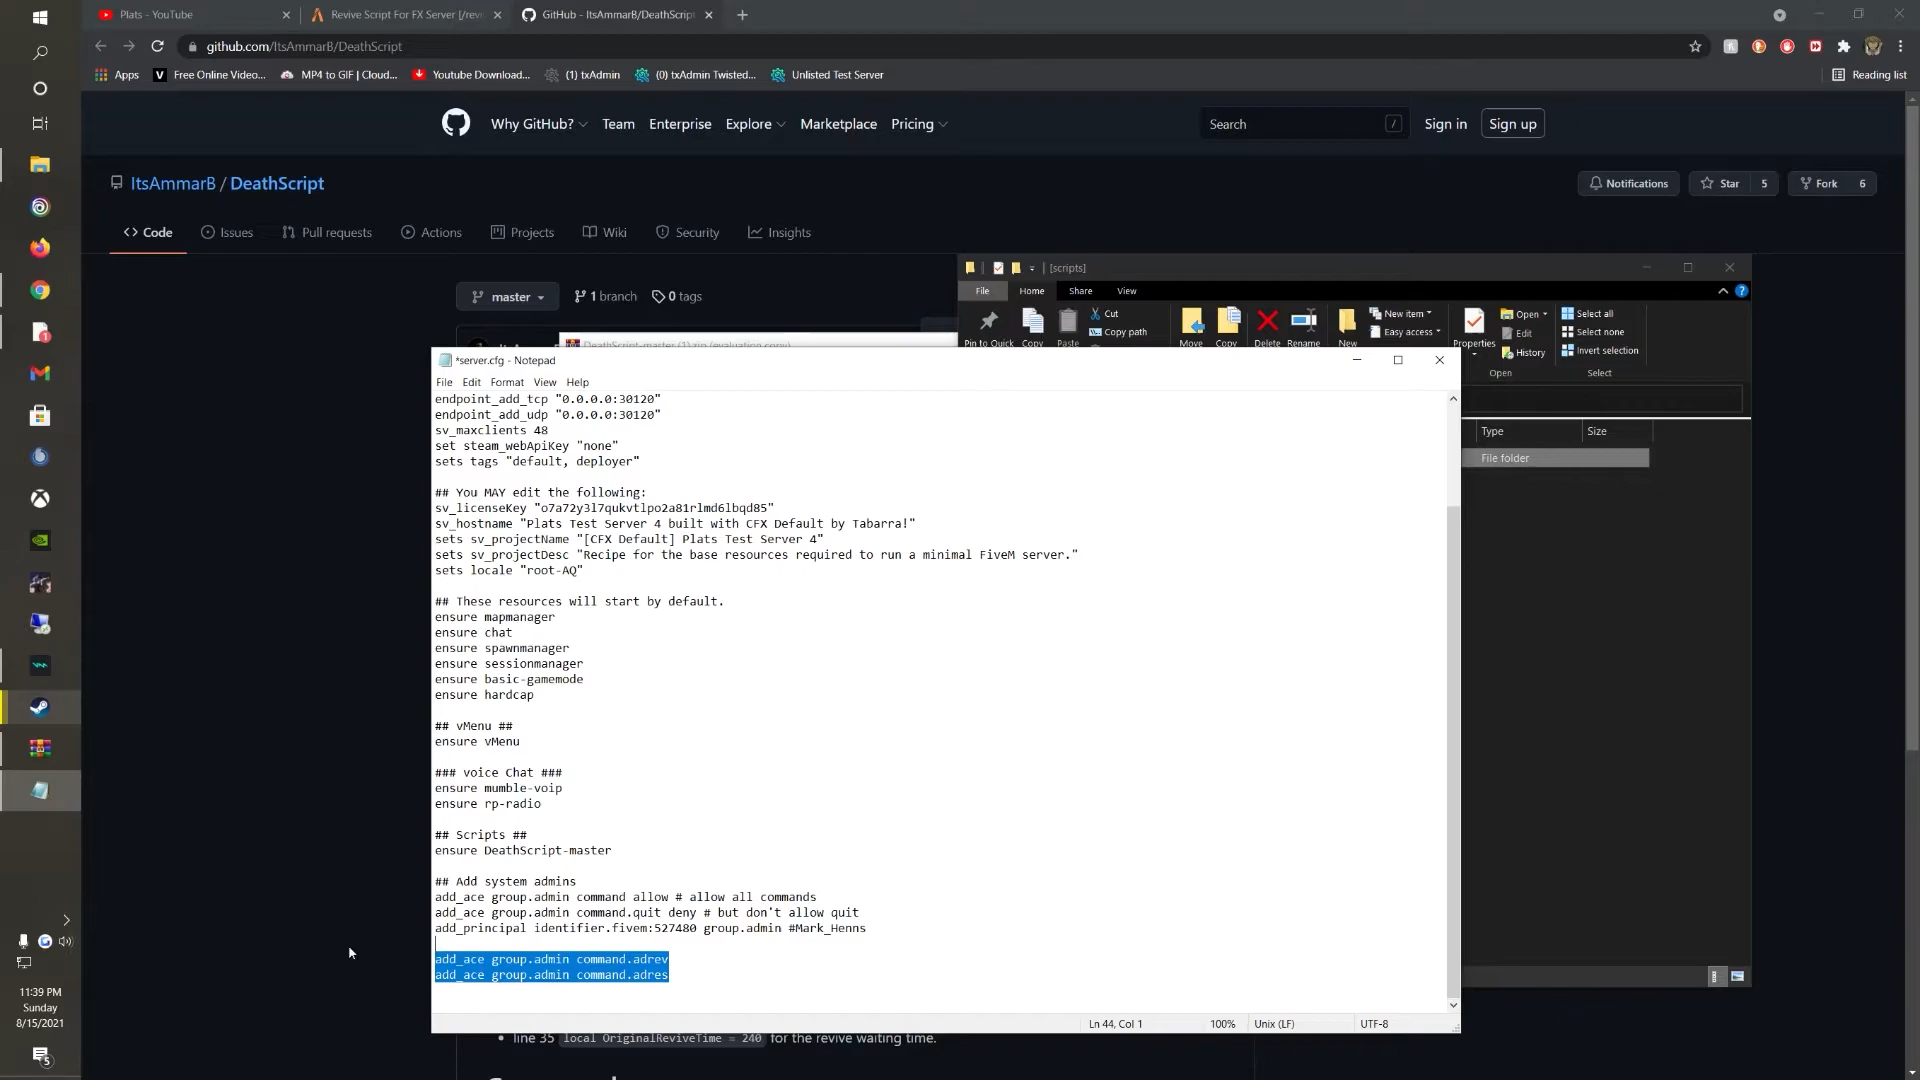 Plats - YouTube
Revive Script For FX Server [/rev
GitHub - ItsAmmarB/DeathScript
github.com/ItsAmmarB/DeathScript
Apps
Free Online Video...
MP4 to GIF | Cloud...
Youtube Download...
(1) txAdmin
(0) txAdmin Twisted...
Unlisted Test Server
Reading list
Why GitHub?
Team
Enterprise
Explore
Marketplace
Pricing
Search
/
Sign in
Sign up
ItsAmmarB / DeathScript
Notifications
Star 5
Fork 6
<> Code
Issues
Pull requests
Actions
Projects
Wiki
Security
Insights
master
1 branch
0 tags
[scripts]
File
Home
Share
View
Pin to Quick
Copy
Paste
Cut
Copy path
Move
Copy
Delete
Rename
New
New item
Easy access
Properties
Open
Edit
History
Open
Select all
Select none
Invert selection
Select
Type
Size
File folder
DeathScript-master (1).zip (evaluation copy)
*server.cfg - Notepad
File Edit Format View Help
endpoint_add_tcp "0.0.0.0:30120"
endpoint_add_udp "0.0.0.0:30120"
sv_maxclients 48
set steam_webApiKey "none"
sets tags "default, deployer"
## You MAY edit the following:
sv_licenseKey "o7a72y3l7qukvtlpo2a81rlmd6lbqd85"
sv_hostname "Plats Test Server 4 built with CFX Default by Tabarra!"
sets sv_projectName "[CFX Default] Plats Test Server 4"
sets sv_projectDesc "Recipe for the base resources required to run a minimal FiveM server."
sets locale "root-AQ"
## These resources will start by default.
ensure mapmanager
ensure chat
ensure spawnmanager
ensure sessionmanager
ensure basic-gamemode
ensure hardcap
## vMenu ##
ensure vMenu
### voice Chat ###
ensure mumble-voip
ensure rp-radio
## Scripts ##
ensure DeathScript-master
## Add system admins
add_ace group.admin command allow # allow all commands
add_ace group.admin command.quit deny # but don't allow quit
add_principal identifier.fivem:527480 group.admin #Mark_Henns
add_ace group.admin command.adrev
add_ace group.admin command.adres
Ln 44, Col 1
100%
Unix (LF)
UTF-8
line 35 local OriginalReviveTime = 240 for the revive waiting time.
11:39 PM
Sunday
8/15/2021
5